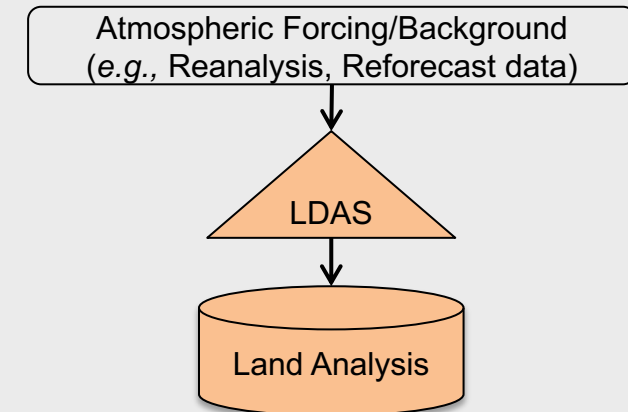 Atmospheric Forcing/Background
(e.g., Reanalysis, Reforecast data)
LDAS
Land Analysis